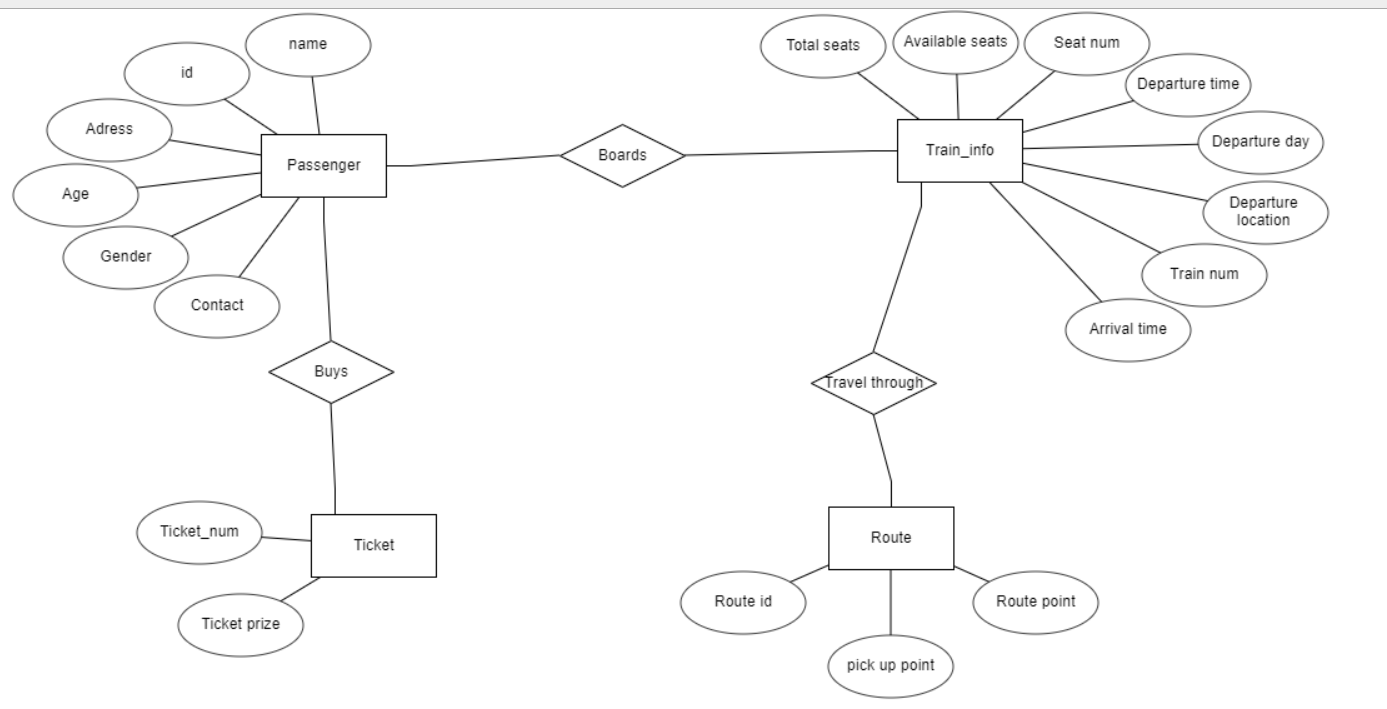 name
id
Adress
Age
Gender
Contact
Passenger
Boards
Total seats
Available seats
Seat num
Departure time
Departure day
Departure
location
Train num
Arrival time
Train_info
Buys
Travel through
Ticket_num
Ticket
Ticket prize
Route
Route id
pick up point
Route point